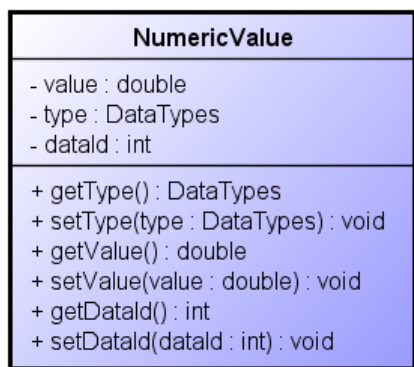 NumericValue
- value : double
- type : DataTypes
- dataId : int
+ getType() : DataTypes
+ setType(type : DataTypes) : void
+ getValue() : double
+ setValue(value : double) : void
+ getDataId() : int
+ setDataId(dataId : int) : void